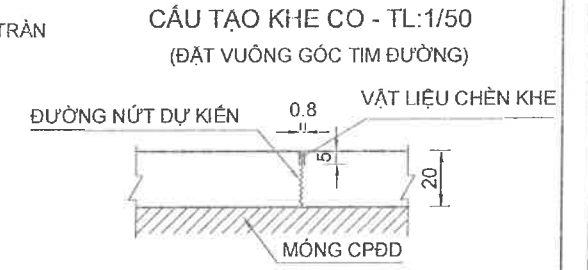 TRÀN
CẤU TẠO KHE CO - TL:1/50
(ĐẶT VUÔNG GÓC TIM ĐƯỜNG)
ĐƯỜNG NỨT DỰ KIẾN
0.8
VẬT LIỆU CHÈN KHE
5
20
MÓNG CPĐD